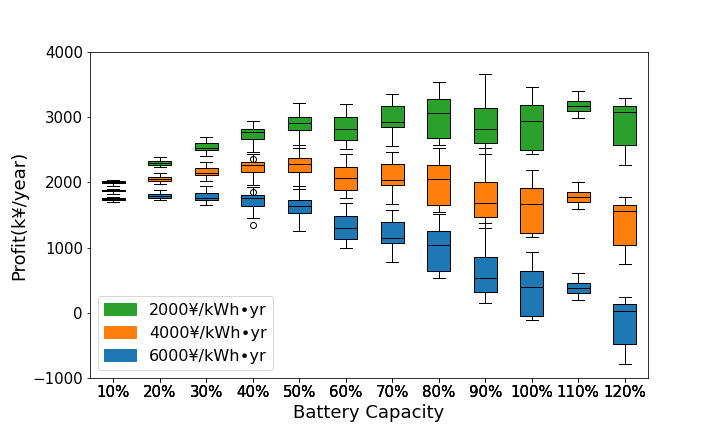 4000
3000
2000
1000
0
−1000
Profit(k¥/year)
2000¥/kWh•yr
4000¥/kWh•yr
6000¥/kWh•yr
10% 20% 30% 40% 50% 60% 70% 80% 90% 100% 110% 120%
Battery Capacity